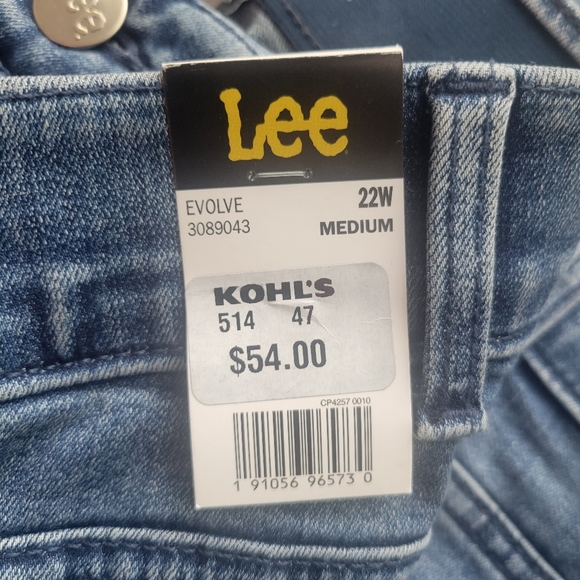 Lee
EVOLVE 22W
3089043 MEDIUM
KOHL'S
514 47
$54.00
CP4257 0010
1 91056 96573 0